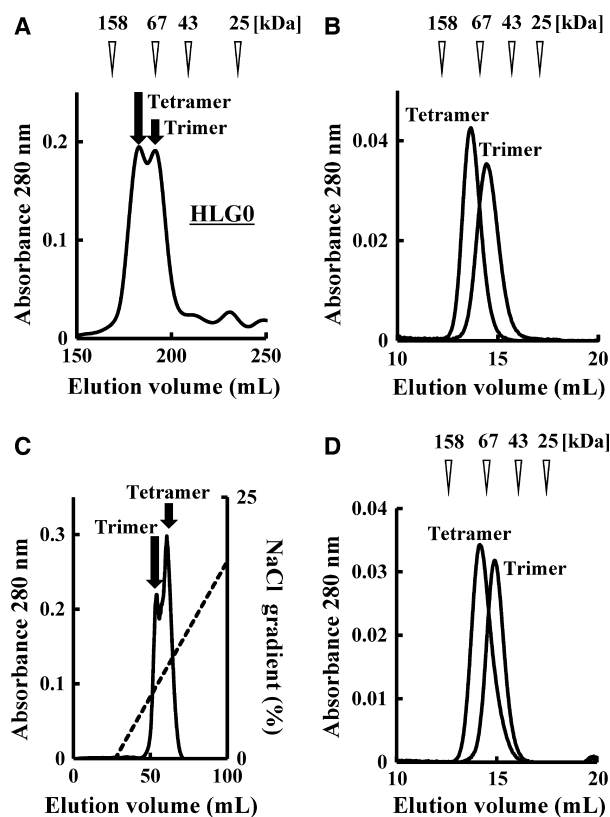 A
158 67 43 25 [kDa]
Tetramer
Trimer
HLG0
Absorbance 280 nm
0.2
0.1
0
150 200 250
Elution volume (mL)
B
158 67 43 25 [kDa]
Tetramer
Trimer
Absorbance 280 nm
0.04
0.02
0
10 15 20
Elution volume (mL)
C
Tetramer
Trimer
Absorbance 280 nm
0.3
0.2
0.1
0
25
0
NaCl gradient (%)
0 50 100
Elution volume (mL)
D
158 67 43 25 [kDa]
Tetramer
Trimer
Absorbance 280 nm
0.04
0.03
0.02
0.01
0.00
10 15 20
Elution volume (mL)